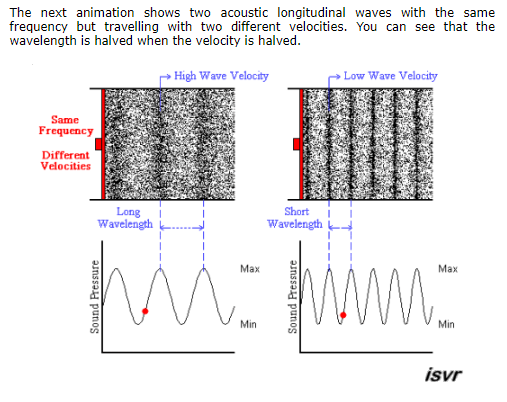 The next animation shows two acoustic longitudinal waves with the same
frequency but travelling with two different velocities. You can see that the
wavelength is halved when the velocity is halved.
High Wave Velocity
Low Wave Velocity
Same
Frequency
Different
Velocities
Long
Wavelength
Short
Wavelength
Sound Pressure
Max
Min
Sound Pressure
Max
Min
isvr